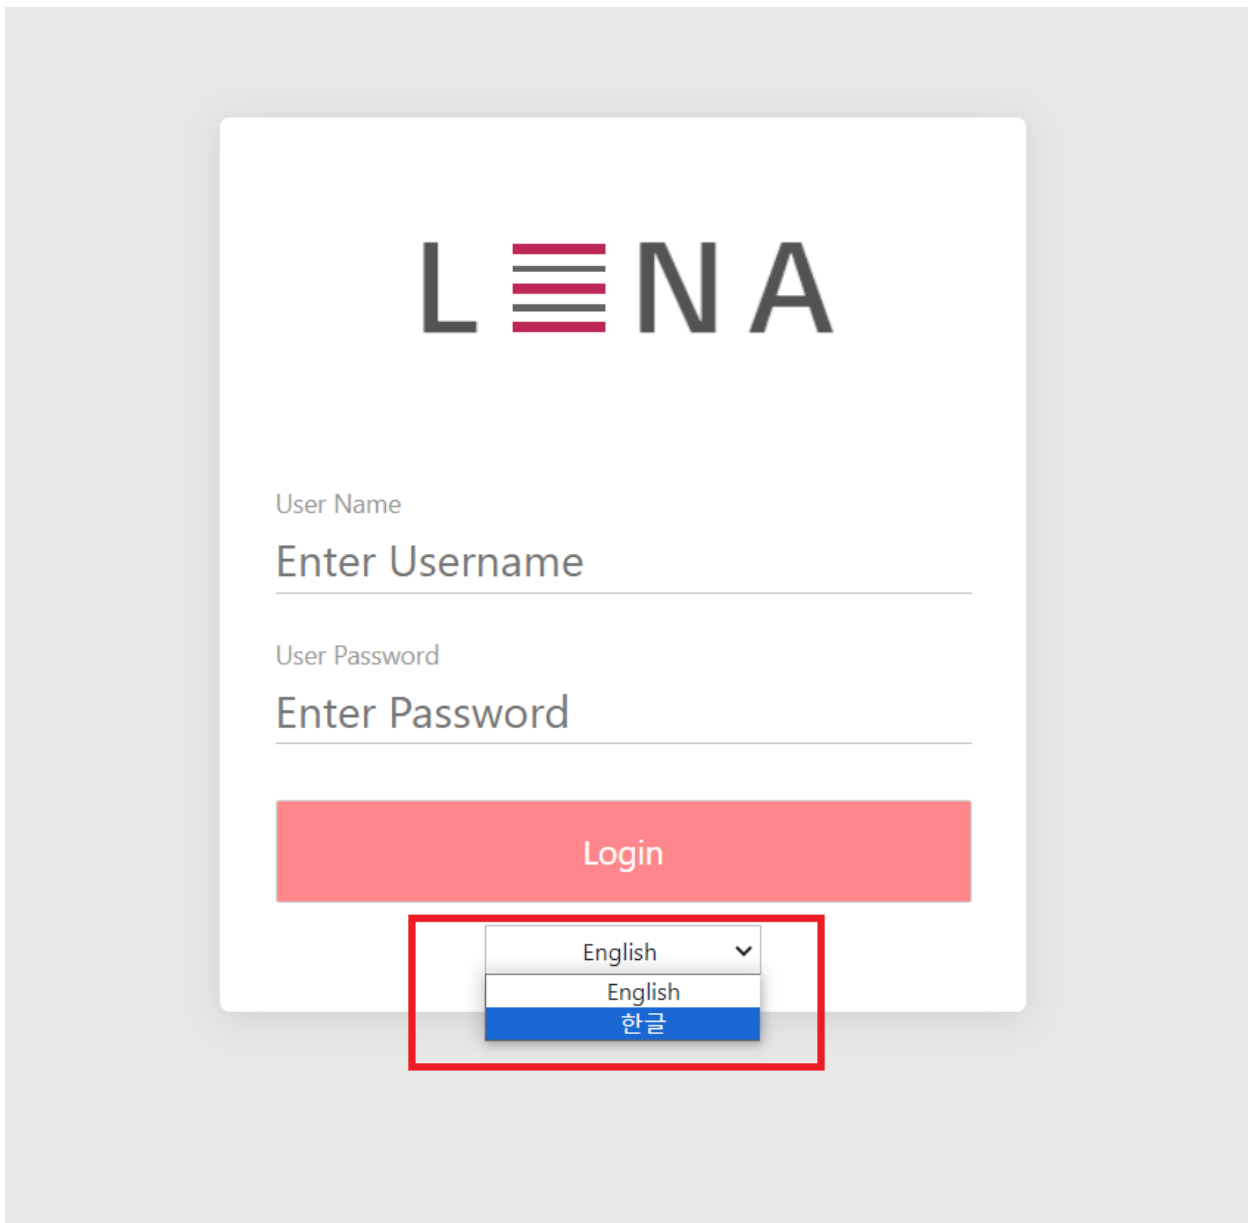 LENA
User Name
Enter Username
User Password
Enter Password
Login
English
English
한글